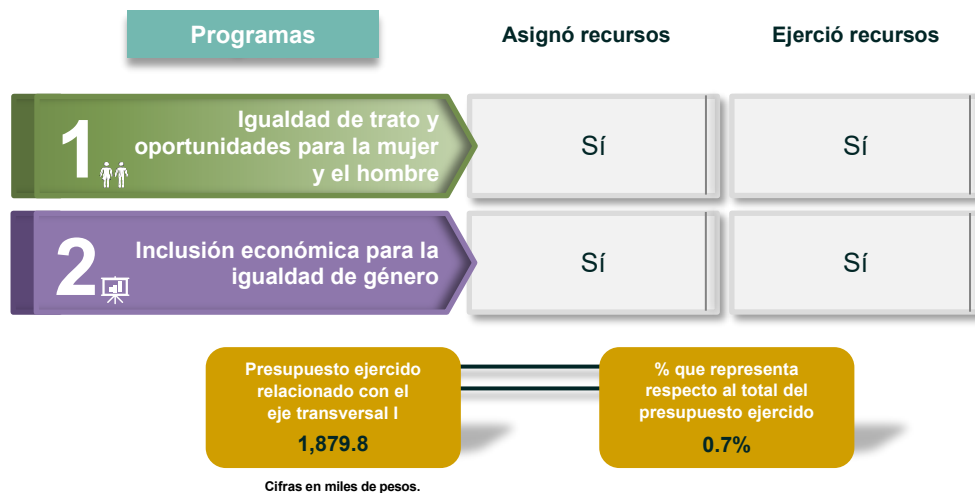 Programas
Asignó recursos
Ejerció recursos
1
Igualdad de trato y
oportunidades para la mujer
y el hombre
Sí
Sí
2
Inclusión económica para la
igualdad de género
Sí
Sí
Presupuesto ejercido
relacionado con el
eje transversal I
1,879.8
% que representa
respecto al total del
presupuesto ejercido
0.7%
Cifras en miles de pesos.